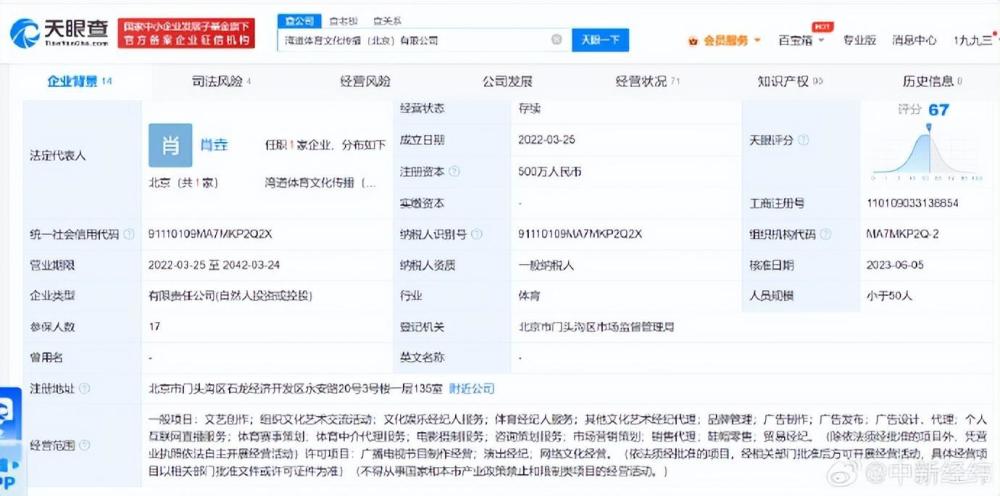 天眼查
TianYanCha.com
国家中小企业发展子基金旗下
官方备案企业征信机构
查公司 查老板 查关系
湾道体育文化传播（北京）有限公司
天眼一下
会员服务 百宝箱 HOT 专业版 消息中心 1九九三
企业背景 14 司法风险 4 经营风险 公司发展 经营状况 71 知识产权 95 历史信息 8
法定代表人 肖 肖垚 任职1家企业，分布如下
北京（共1家） 湾道体育文化传播（...
经营状态 存续
成立日期 2022-03-25
注册资本 500万人民币
实缴资本 -
天眼评分 评分 67
工商注册号 110109033138854
统一社会信用代码 91110109MA7MKP2Q2X 纳税人识别号 91110109MA7MKP2Q2X 组织机构代码 MA7MKP2Q-2
营业期限 2022-03-25 至 2042-03-24 纳税人资质 一般纳税人 核准日期 2023-06-05
企业类型 有限责任公司(自然人投资或控股) 行业 体育 人员规模 小于50人
参保人数 17 登记机关 北京市门头沟区市场监督管理局
曾用名 - 英文名称 -
注册地址 北京市门头沟区石龙经济开发区永安路20号3号楼一层135室 附近公司
经营范围 一般项目：文艺创作；组织文化艺术交流活动；文化娱乐经纪人服务；体育经纪人服务；其他文化艺术经纪代理；品牌管理；广告制作；广告发布；广告设计、代理；个人
互联网直播服务；体育赛事策划；体育中介代理服务；电影摄制服务；咨询策划服务；市场营销策划；销售代理；鞋帽零售；贸易经纪。（除依法须经批准的项目外，凭营
业执照依法自主开展经营活动）许可项目：广播电视节目制作经营；演出经纪；网络文化经营。（依法须经批准的项目，经相关部门批准后方可开展经营活动，具体经营项
目以相关部门批准文件或许可证件为准）（不得从事国家和本市产业政策禁止和限制类项目的经营活动。）
@中新经纬